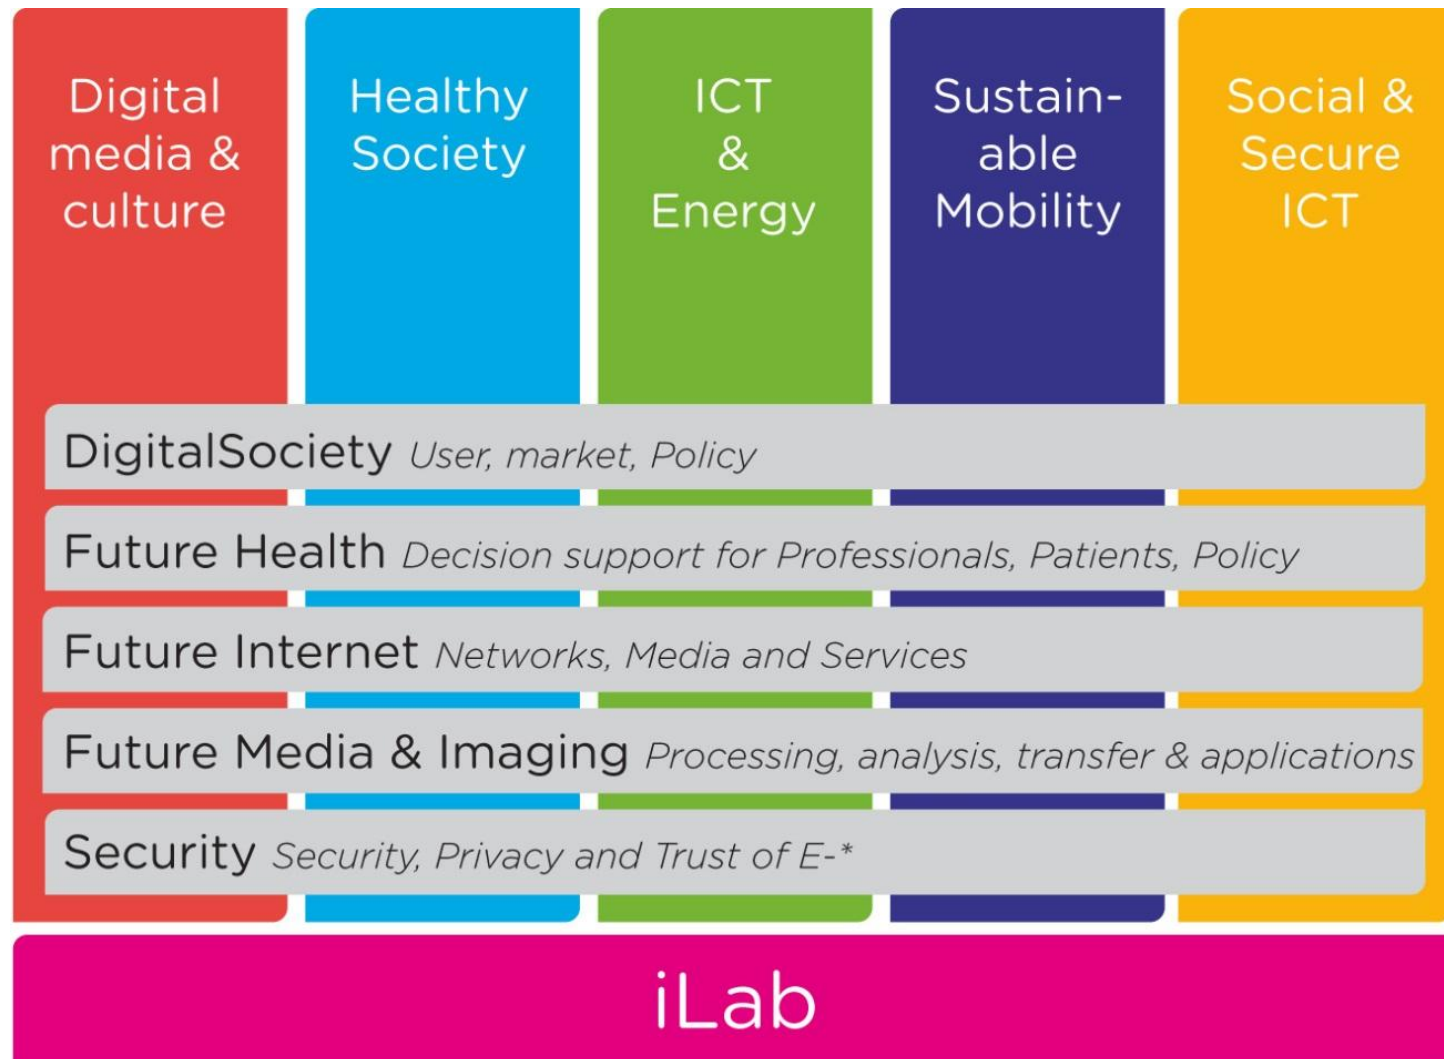 Digital
media &
culture
Healthy
Society
ICT
&
Energy
Sustain-
able
Mobility
Social &
Secure
ICT
DigitalSociety User, market, Policy
Future Health Decision support for Professionals, Patients, Policy
Future Internet Networks, Media and Services
Future Media & Imaging Processing, analysis, transfer & applications
Security Security, Privacy and Trust of E-*
iLab